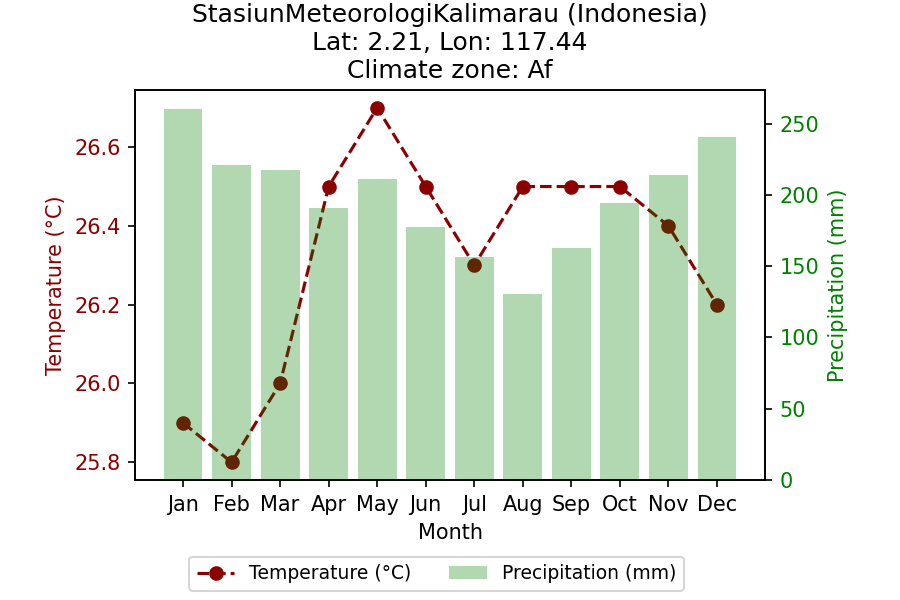 StasiunMeteorologiKalimarau (Indonesia)
Lat: 2.21, Lon: 117.44
Climate zone: Af
Temperature (°C)
26.6
26.4
26.2
26.0
25.8
250
200
150
100
50
0
Precipitation (mm)
Jan Feb Mar Apr May Jun Jul Aug Sep Oct Nov Dec
Month
Temperature (°C) Precipitation (mm)